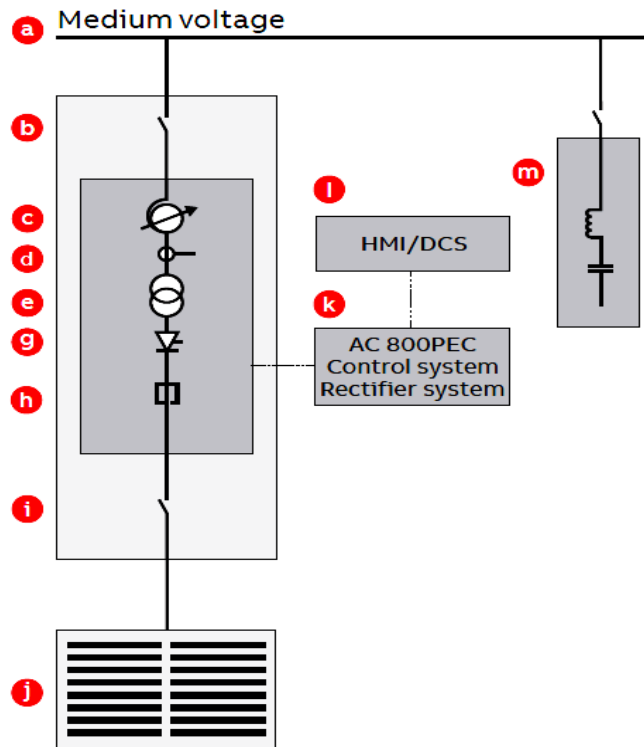 a
Medium voltage
b
c
d
e
g
h
i
j
l
HMI/DCS
k
AC 800PEC
Control system
Rectifier system
m